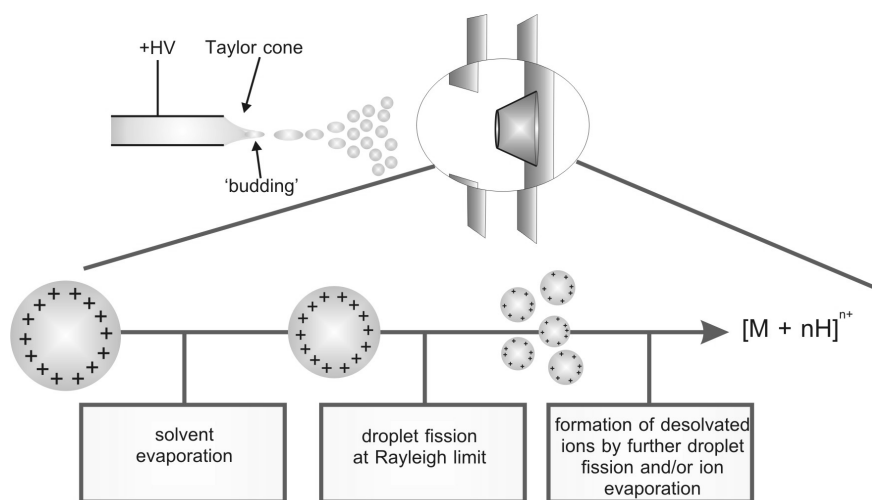 +HV
Taylor cone
'budding'
+ + + + + + + + + + + + + +
+ + + + + + + + + + + + + +
[M + nH]ⁿ⁺
solvent
evaporation
droplet fission
at Rayleigh limit
formation of desolvated
ions by further droplet
fission and/or ion
evaporation